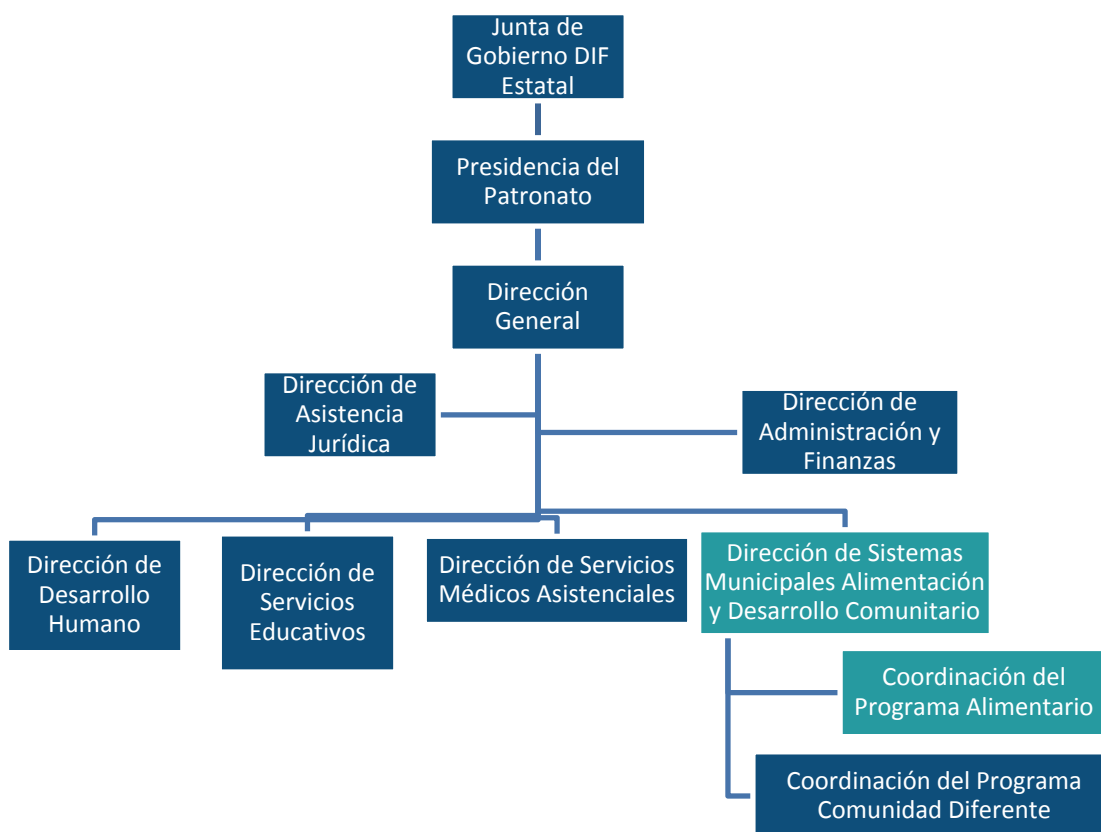 Junta de
Gobierno DIF
Estatal
Presidencia del
Patronato
Dirección
General
Dirección de
Asistencia
Jurídica
Dirección de
Administración y
Finanzas
Dirección de
Desarrollo
Humano
Dirección de
Servicios
Educativos
Dirección de Servicios
Médicos Asistenciales
Dirección de Sistemas
Municipales Alimentación
y Desarrollo Comunitario
Coordinación del
Programa Alimentario
Coordinación del Programa
Comunidad Diferente